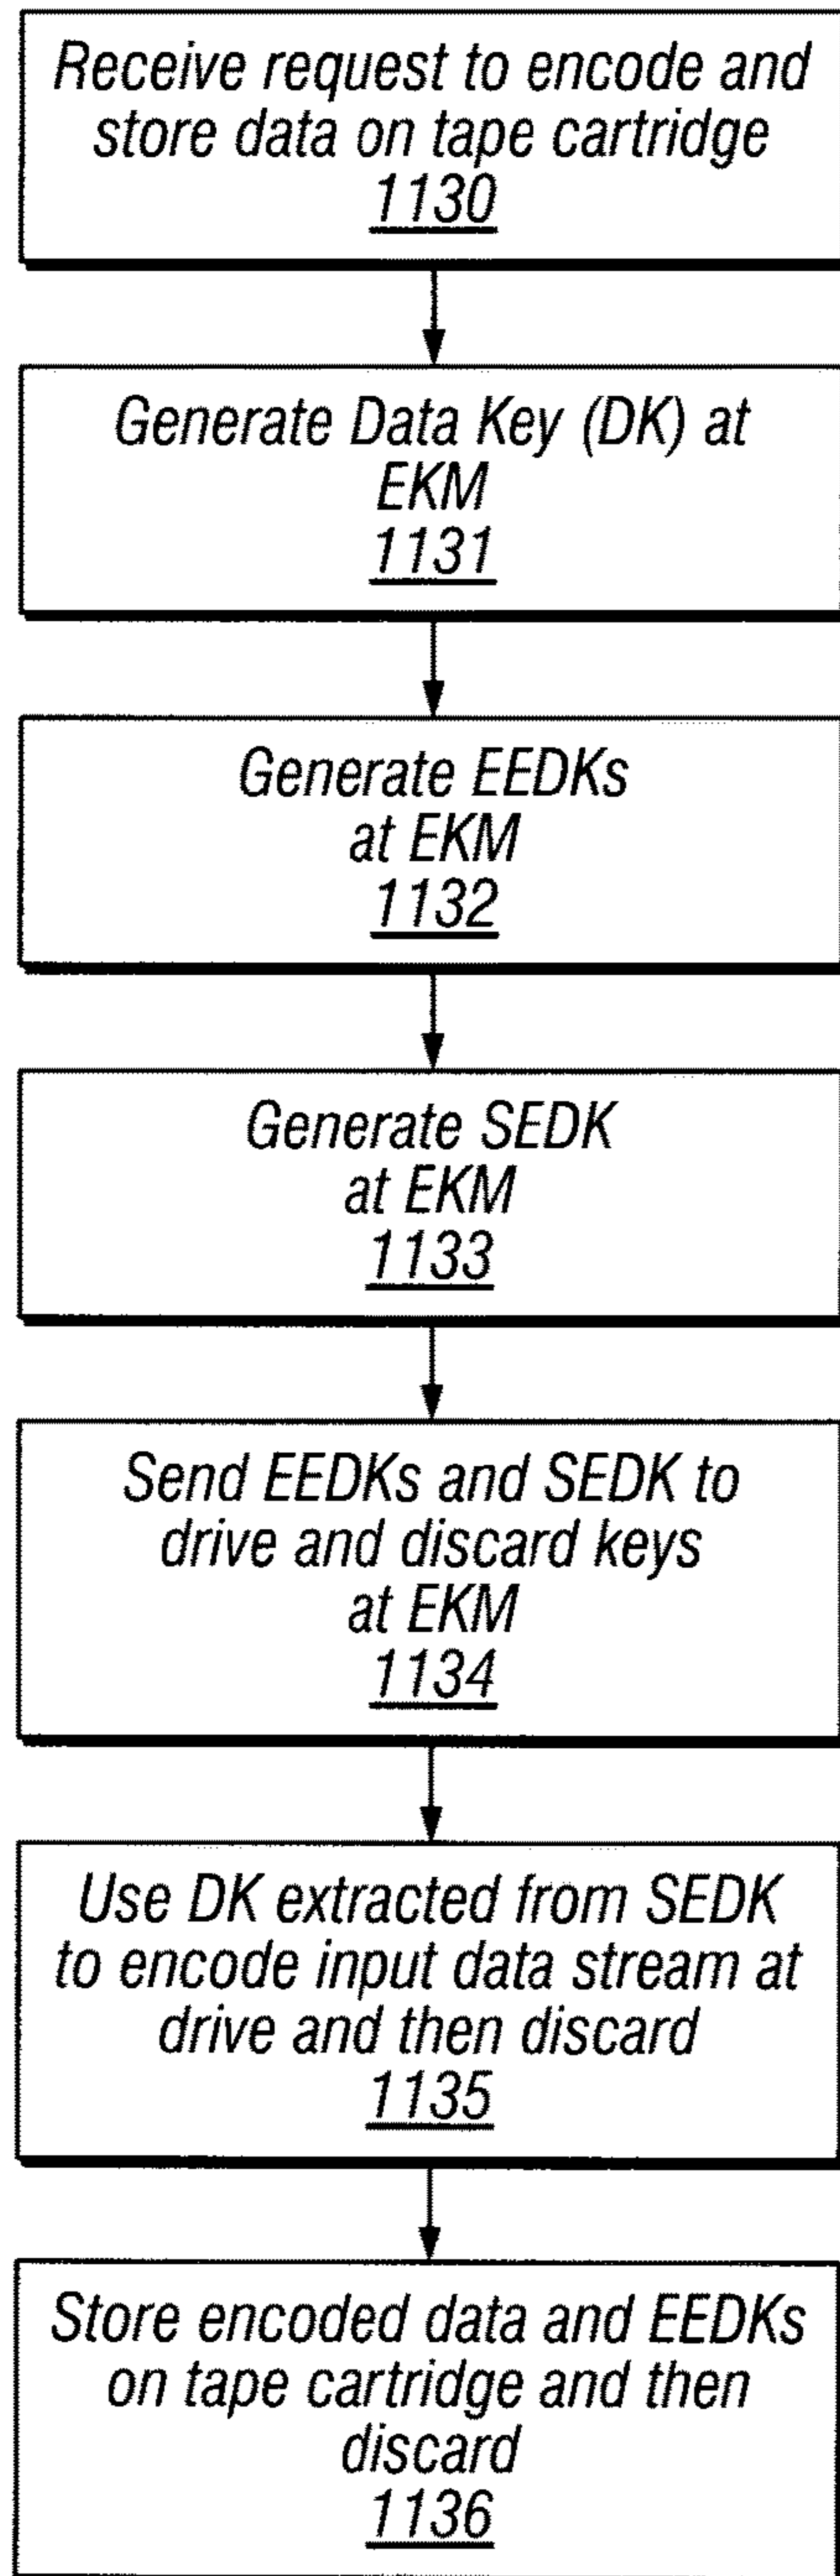 Receive request to encode and
store data on tape cartridge
1130
Generate Data Key (DK) at
EKM
1131
Generate EEDKs
at EKM
1132
Generate SEDK
at EKM
1133
Send EEDKs and SEDK to
drive and discard keys
at EKM
1134
Use DK extracted from SEDK
to encode input data stream at
drive and then discard
1135
Store encoded data and EEDKs
on tape cartridge and then
discard
1136